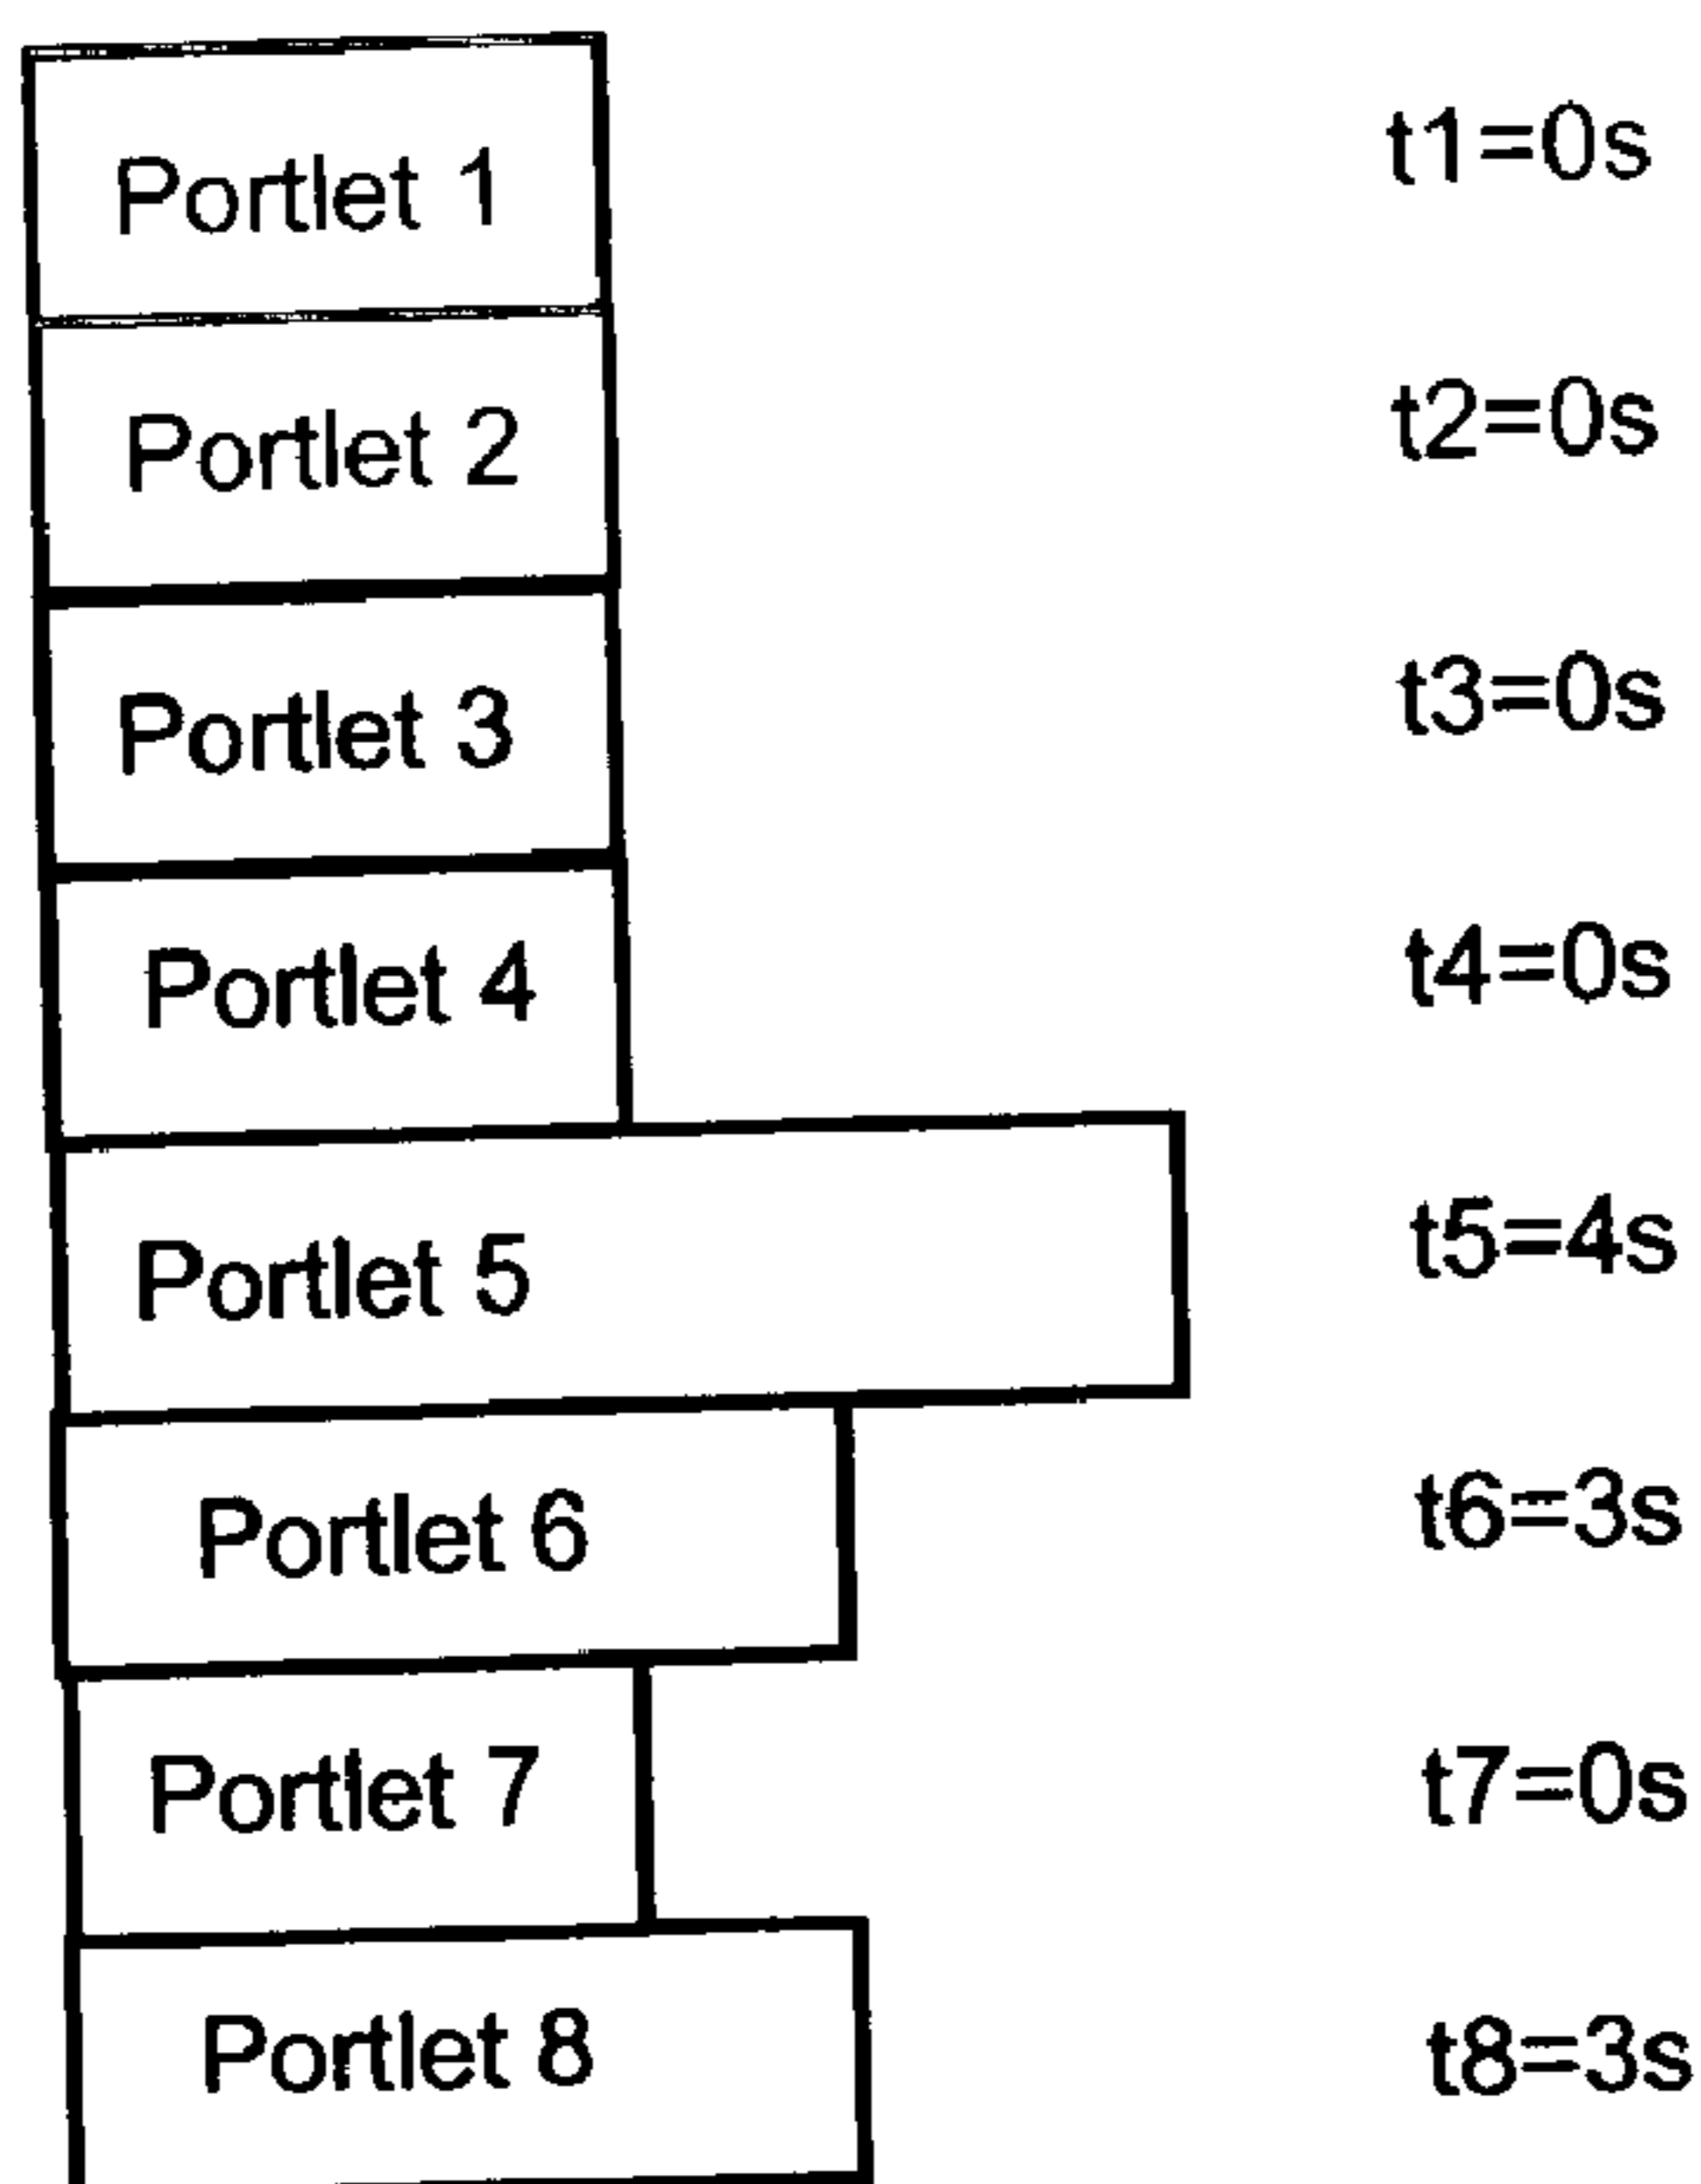 Portlet 1 t1=0s
Portlet 2 t2=0s
Portlet 3 t3=0s
Portlet 4 t4=0s
Portlet 5 t5=4s
Portlet 6 t6=3s
Portlet 7 t7=0s
Portlet 8 t8=3s